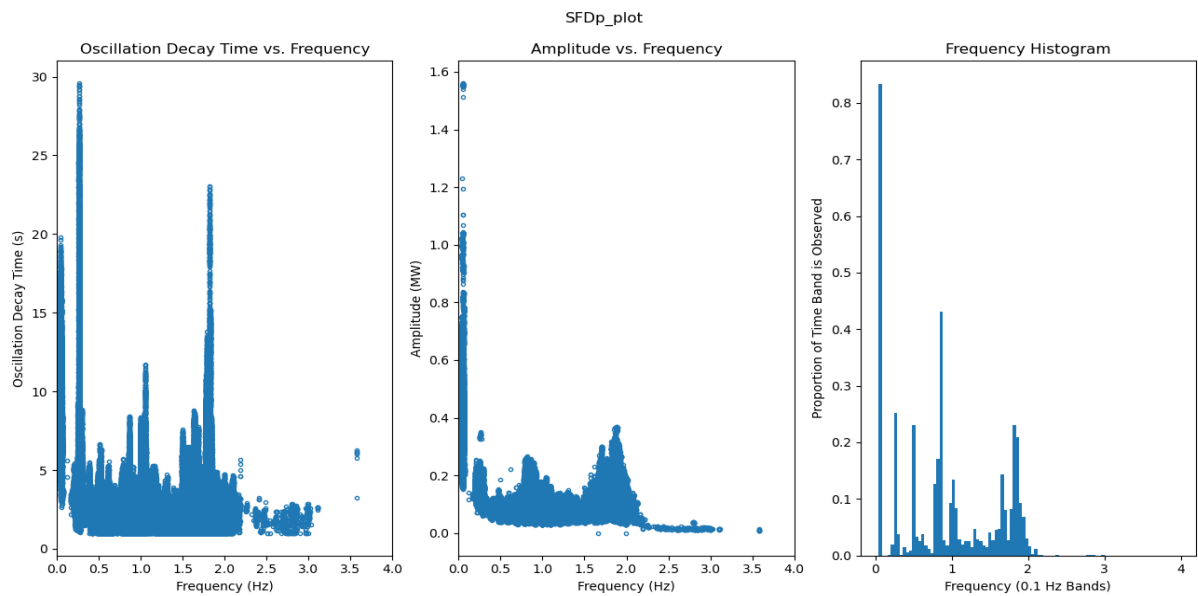 SFDp_plot
Oscillation Decay Time vs. Frequency
Amplitude vs. Frequency
Frequency Histogram
Oscillation Decay Time (s)
30
25
20
15
10
5
0
0.0 0.5 1.0 1.5 2.0 2.5 3.0 3.5 4.0
Frequency (Hz)
Amplitude (MW)
1.6
1.4
1.2
1.0
0.8
0.6
0.4
0.2
0.0
0.0 0.5 1.0 1.5 2.0 2.5 3.0 3.5 4.0
Frequency (Hz)
Proportion of Time Band is Observed
0.8
0.7
0.6
0.5
0.4
0.3
0.2
0.1
0.0
0 1 2 3 4
Frequency (0.1 Hz Bands)